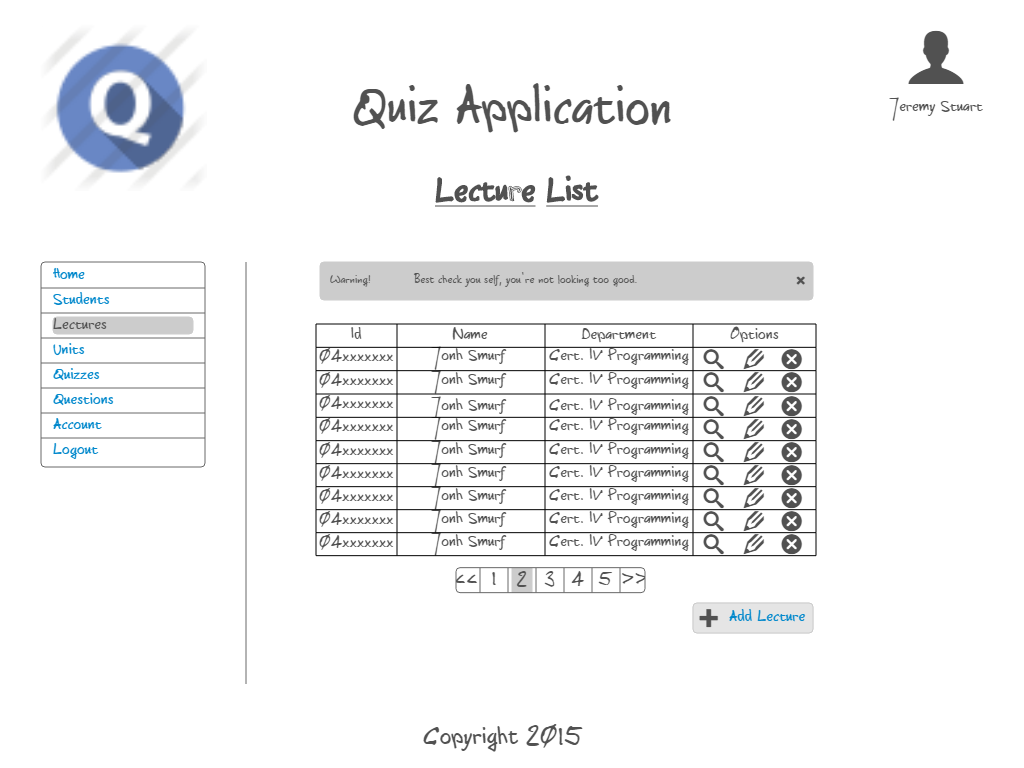 Q
Jeremy Stuart
Quiz Application
Lecture List
Home
Students
Lectures
Units
Quizzes
Questions
Account
Logout
Warning! Best check you self, you're not looking too good.
Id Name Department Options
04xxxxxxx Jonh Smurf Cert. IV Programming
04xxxxxxx Jonh Smurf Cert. IV Programming
04xxxxxxx Jonh Smurf Cert. IV Programming
04xxxxxxx Jonh Smurf Cert. IV Programming
04xxxxxxx Jonh Smurf Cert. IV Programming
04xxxxxxx Jonh Smurf Cert. IV Programming
04xxxxxxx Jonh Smurf Cert. IV Programming
04xxxxxxx Jonh Smurf Cert. IV Programming
04xxxxxxx Jonh Smurf Cert. IV Programming
<< 1 2 3 4 5 >>
Add Lecture
Copyright 2015